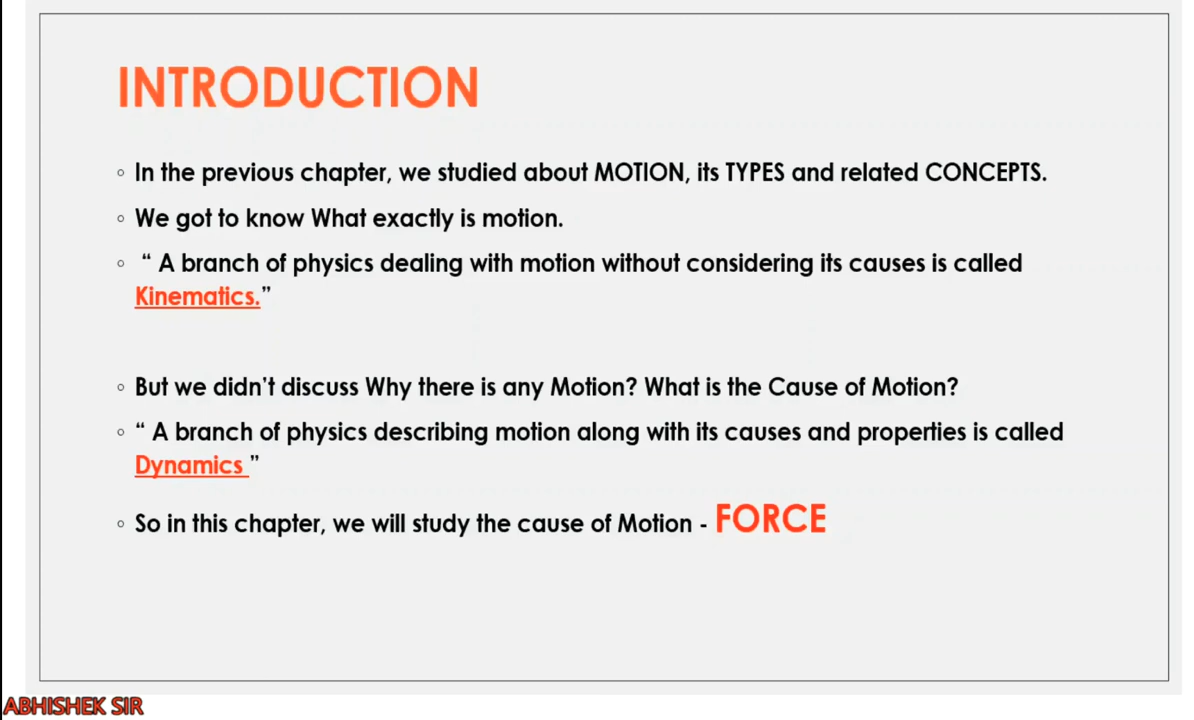 INTRODUCTION
◦ In the previous chapter, we studied about MOTION, its TYPES and related CONCEPTS.
◦ We got to know What exactly is motion.
◦ “ A branch of physics dealing with motion without considering its causes is called
Kinematics.”
◦ But we didn’t discuss Why there is any Motion? What is the Cause of Motion?
◦ “ A branch of physics describing motion along with its causes and properties is called
Dynamics ”
◦ So in this chapter, we will study the cause of Motion - FORCE
ABHISHEK SIR